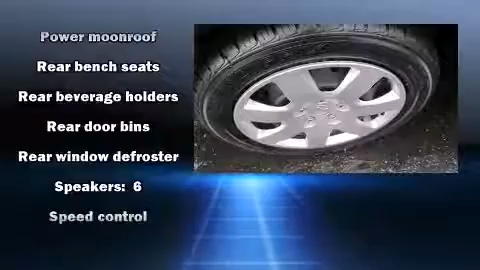 Power moonroof
Rear bench seats
Rear beverage holders
Rear door bins
Rear window defroster
Speakers: 6
Speed control